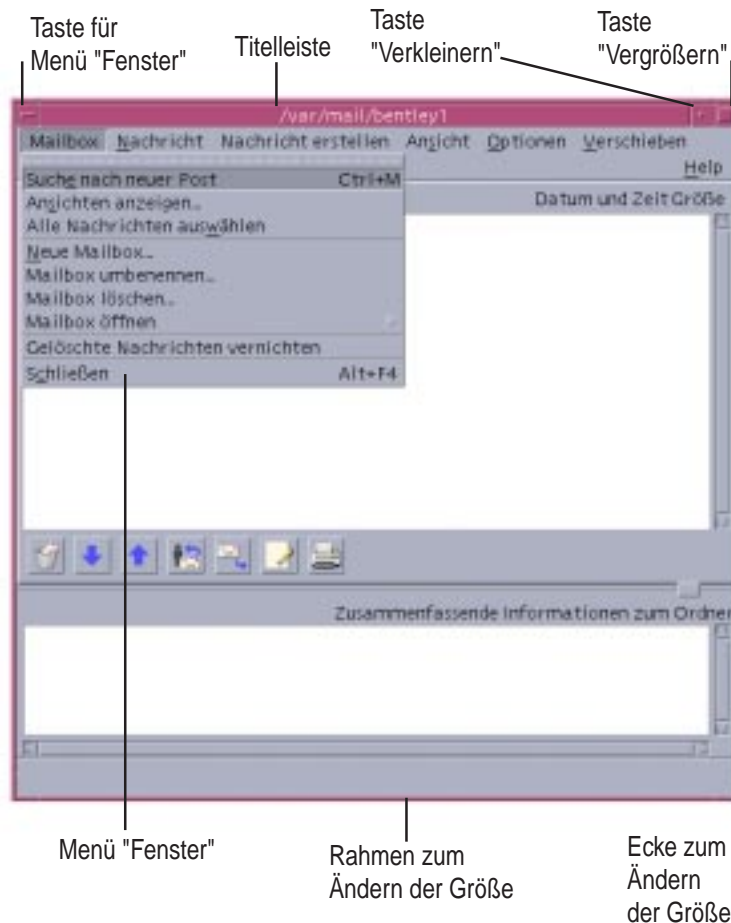 Taste für
Menü "Fenster"
Titelleiste
Taste
"Verkleinern"
Taste
"Vergrößern"
/var/mail/bentley1
Mailbox Nachricht Nachricht erstellen Ansicht Optionen Verschieben
Help
Datum und Zeit Größe
Suche nach neuer Post Ctrl+M
Ansichten anzeigen...
Alle Nachrichten auswählen
Neue Mailbox...
Mailbox umbenennen...
Mailbox löschen...
Mailbox öffnen
Gelöschte Nachrichten vernichten
Schließen Alt+F4
Zusammenfassende Informationen zum Ordner
Menü "Fenster"
Rahmen zum
Ändern der Größe
Ecke zum
Ändern
der Größe